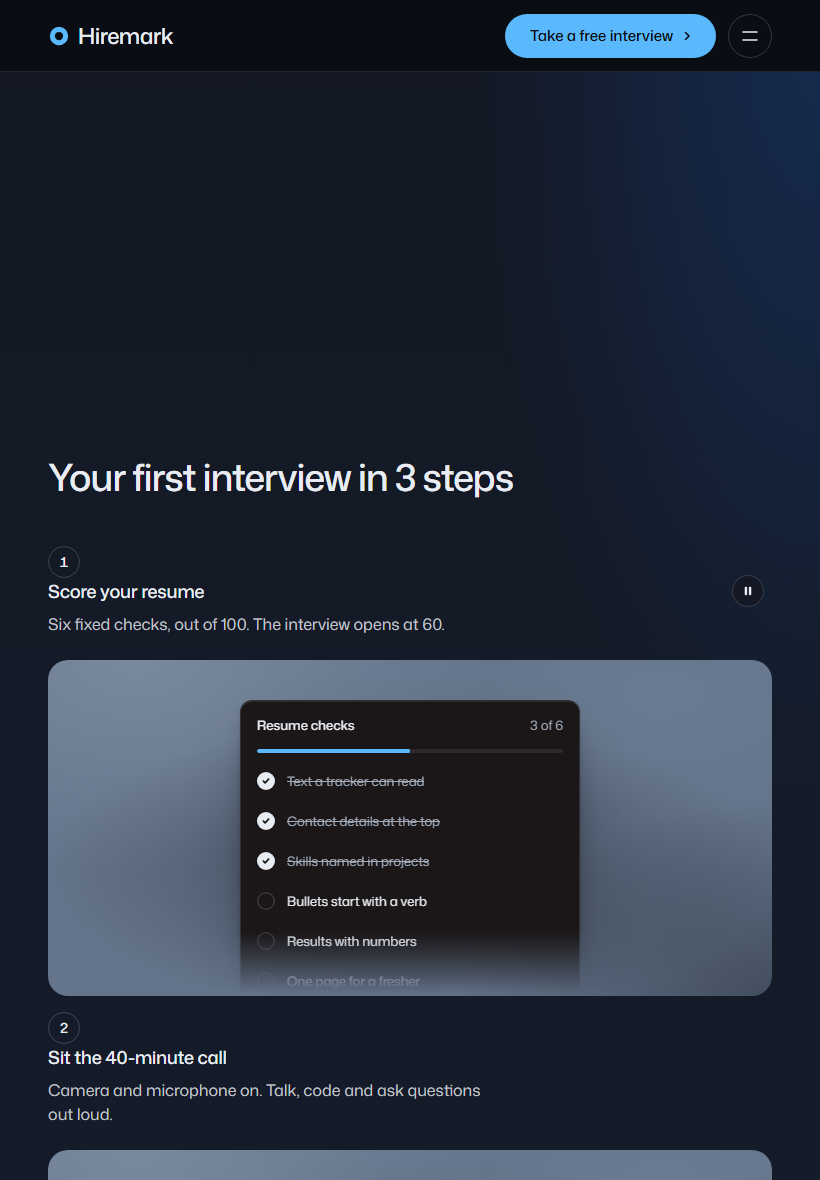 Hiremark
Take a free interview
Your first interview in 3 steps
1
Score your resume
Six fixed checks, out of 100. The interview opens at 60.
Resume checks
3 of 6
Text a tracker can read
Contact details at the top
Skills named in projects
Bullets start with a verb
Results with numbers
One page for a fresher
2
Sit the 40-minute call
Camera and microphone on. Talk, code and ask questions
out loud.